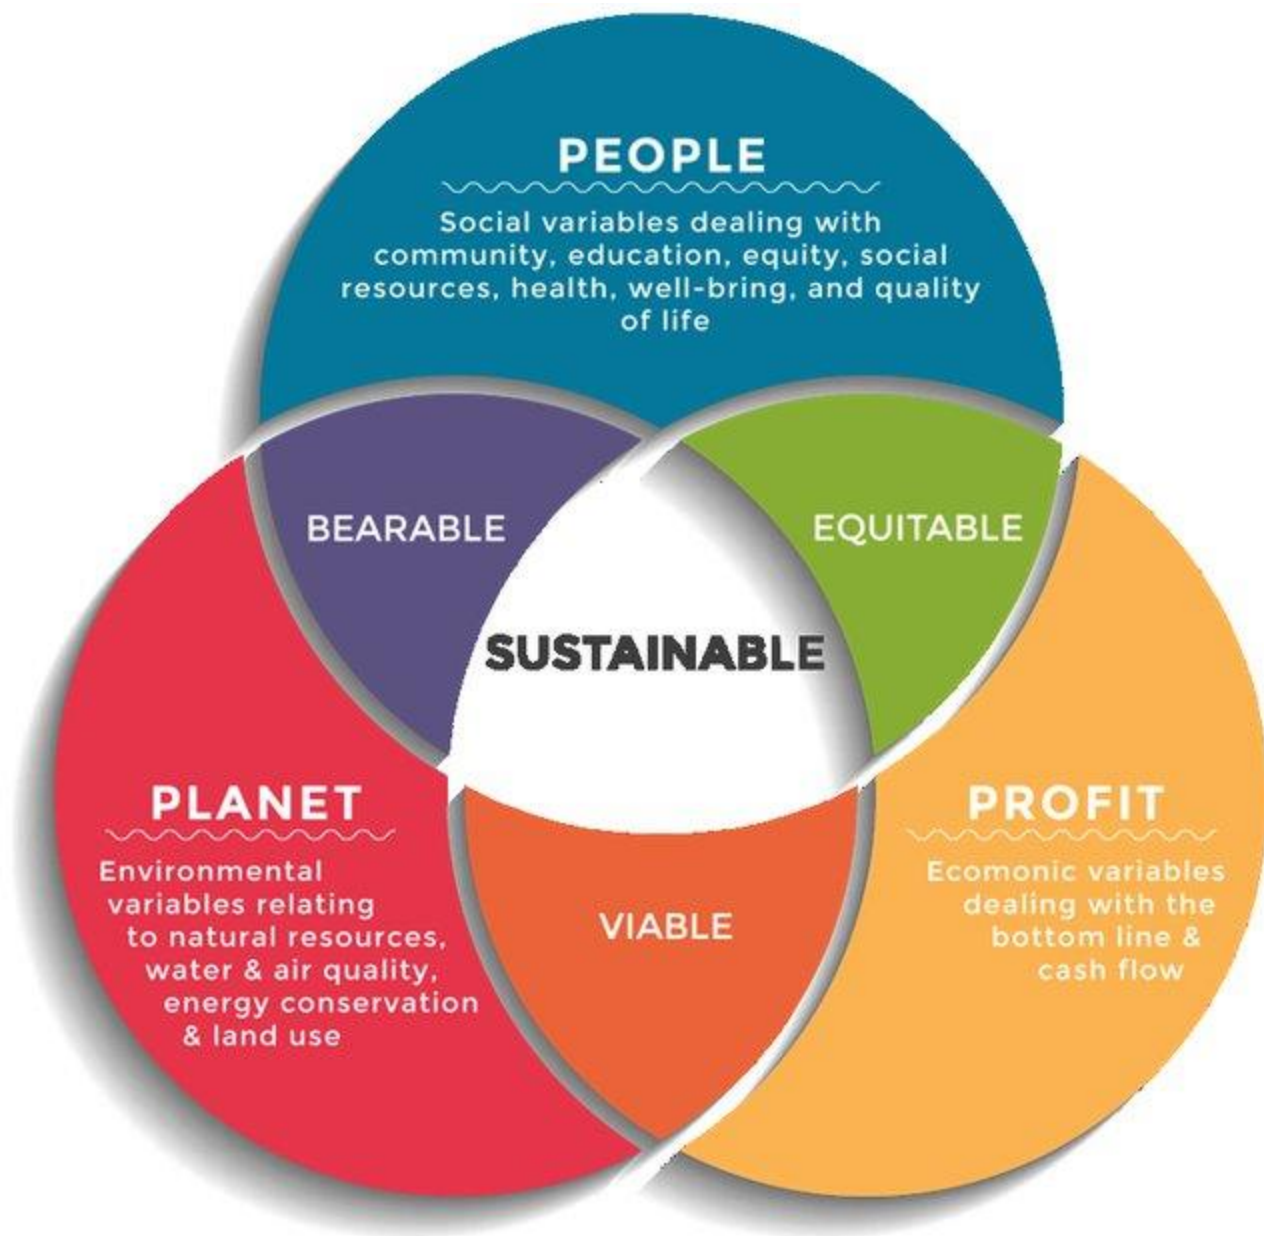 PEOPLE
Social variables dealing with
community, education, equity, social
resources, health, well-bring, and quality
of life
BEARABLE
EQUITABLE
SUSTAINABLE
PLANET
Environmental
variables relating
to natural resources,
water & air quality,
energy conservation
& land use
VIABLE
PROFIT
Ecomonic variables
dealing with the
bottom line &
cash flow